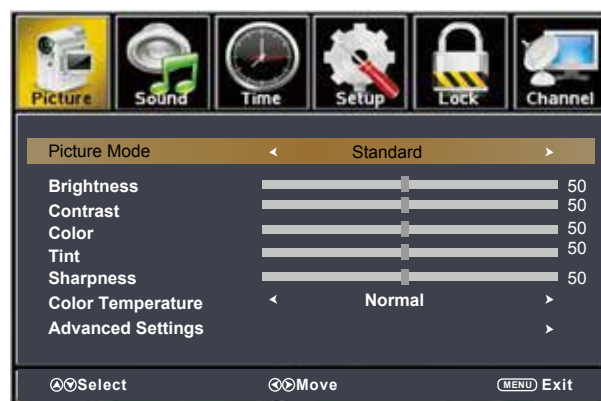 Picture Sound Time Setup Lock Channel
Picture Mode Standard
Brightness 50
Contrast 50
Color 50
Tint 50
Sharpness 50
Color Temperature Normal
Advanced Settings
Select Move MENU Exit